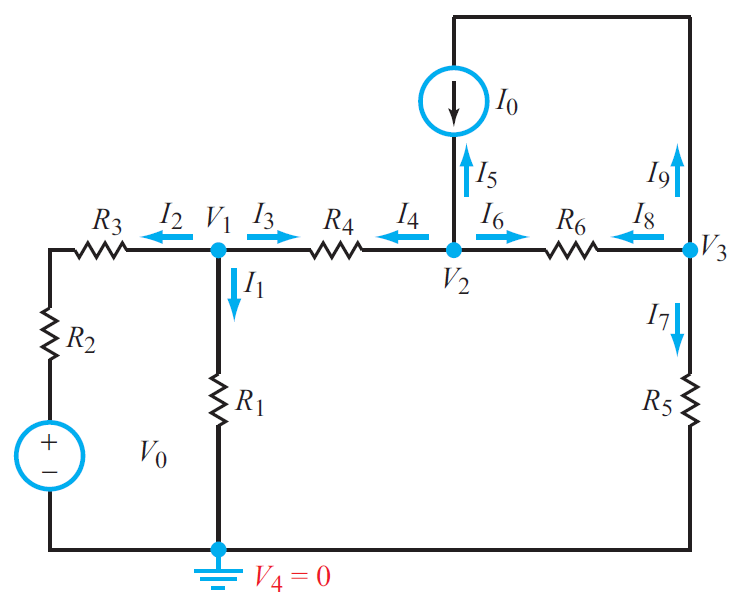 I0
I5
I9
R3 I2 V1 I3 R4 I4 I6 R6 I8 V3
V2
I1
I7
R2
R1
R5
+
−
V0
V4 = 0